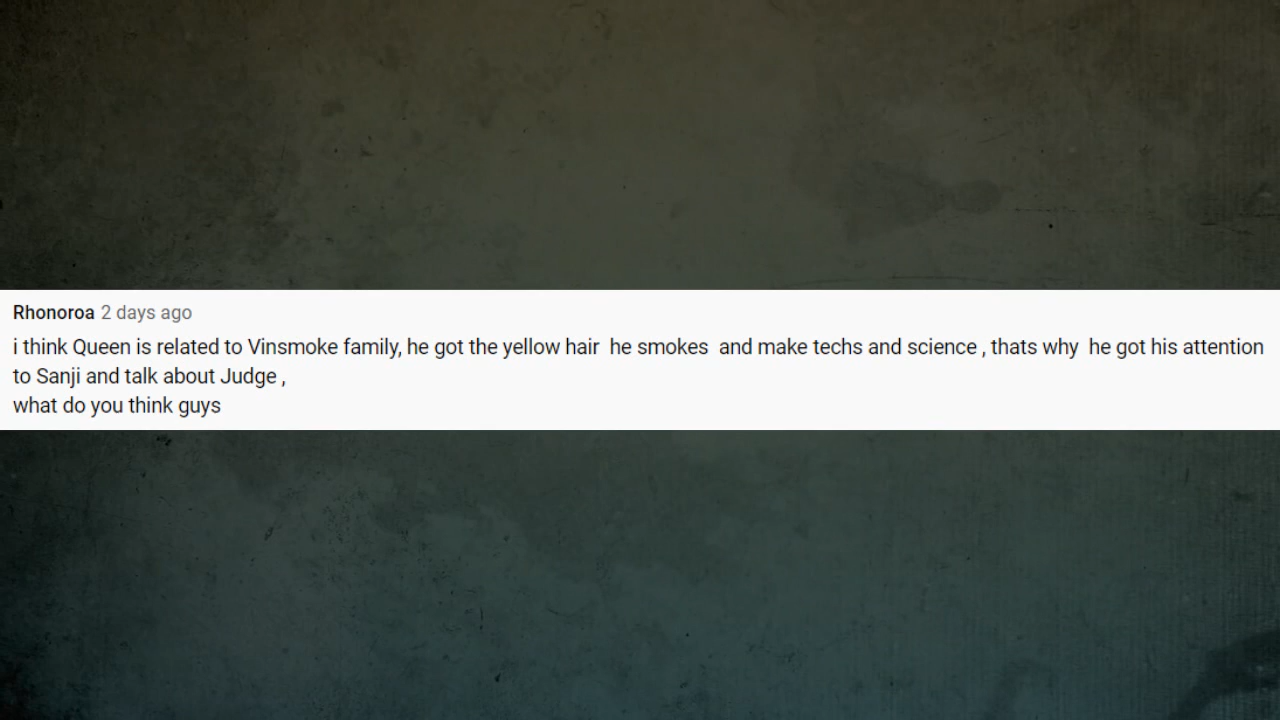 Rhonoroa 2 days ago
i think Queen is related to Vinsmoke family, he got the yellow hair  he smokes  and make techs and science , thats why  he got his attention
to Sanji and talk about Judge ,
what do you think guys